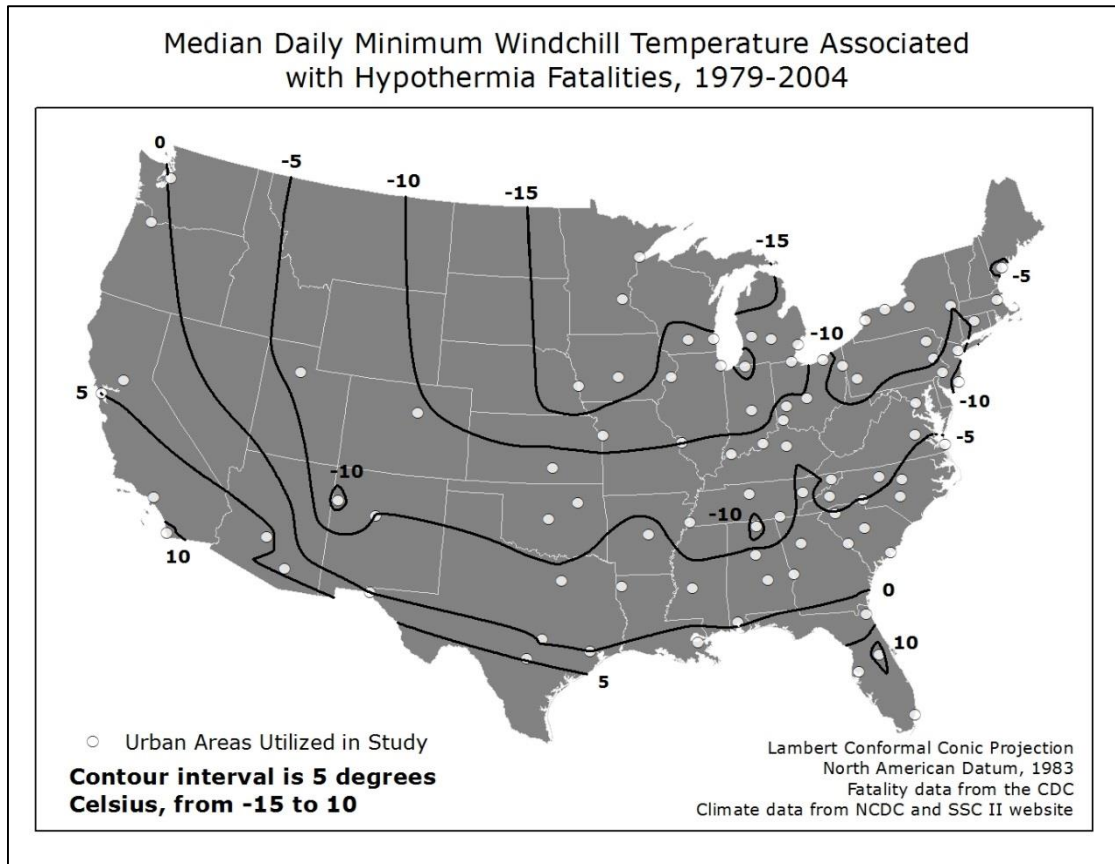 Median Daily Minimum Windchill Temperature Associated
with Hypothermia Fatalities, 1979-2004
0
-5
-10
-15
-15
-5
-10
5
-10
-5
-10
-10
10
0
10
5
Urban Areas Utilized in Study
Contour interval is 5 degrees
Celsius, from -15 to 10
Lambert Conformal Conic Projection
North American Datum, 1983
Fatality data from the CDC
Climate data from NCDC and SSC II website